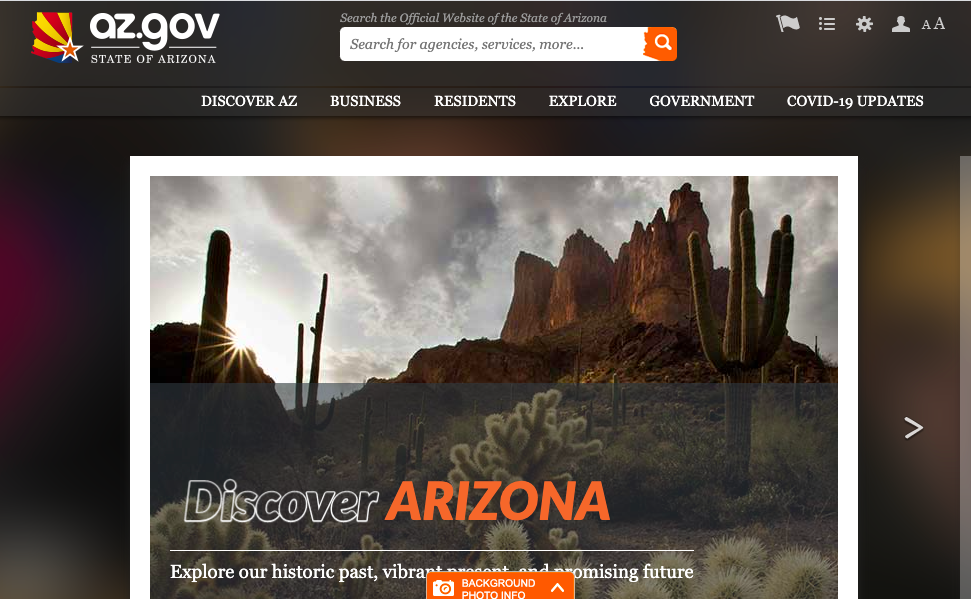 az.gov
STATE OF ARIZONA
Search the Official Website of the State of Arizona
Search for agencies, services, more...
A A
DISCOVER AZ BUSINESS RESIDENTS EXPLORE GOVERNMENT COVID-19 UPDATES
Discover ARIZONA
Explore our historic past, vibrant present, and promising future
BACKGROUND
PHOTO INFO